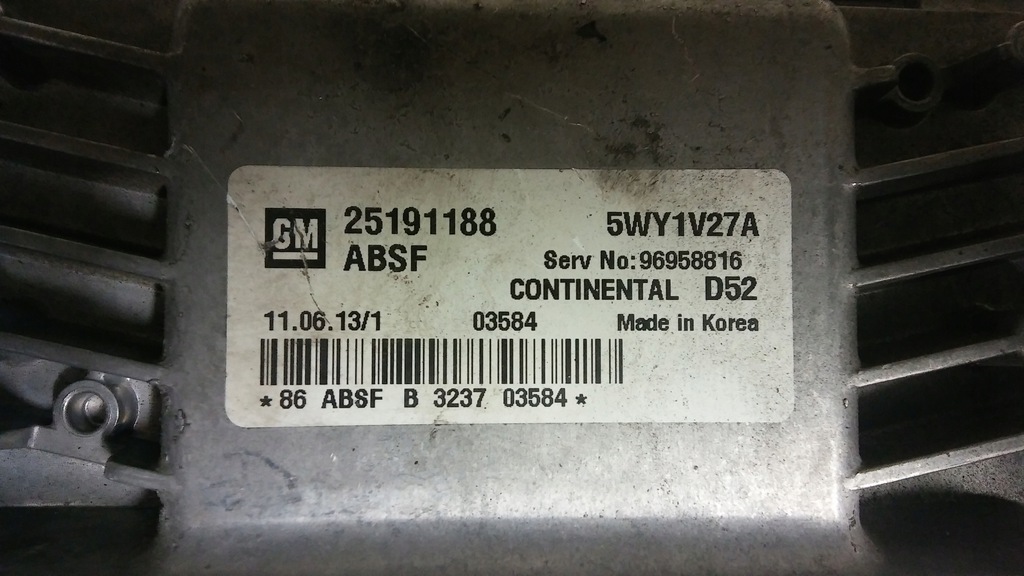 GM 25191188 5WY1V27A
ABSF Serv No:96958816
CONTINENTAL D52
11.06.13/1 03584 Made in Korea
*86 ABSF B 3237 03584*